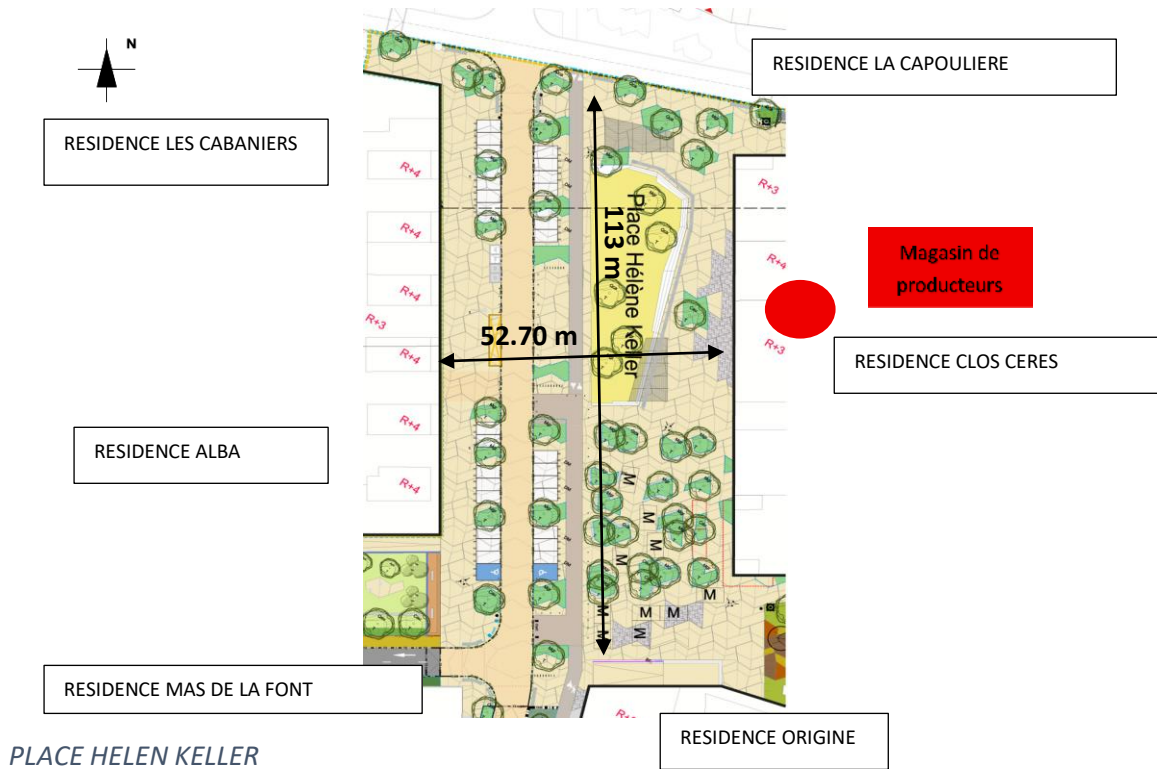 N
RESIDENCE LA CAPOULIERE
RESIDENCE LES CABANIERS
R+4
R+3
R+4
Place Hélène Keller
113 m
R+4
Magasin de
producteurs
R+4
R+3
52.70 m
R+3
R+4
RESIDENCE CLOS CERES
R+4
RESIDENCE ALBA
R+4
M
M
M
M
M
M
M
M
M
M
RESIDENCE MAS DE LA FONT
RESIDENCE ORIGINE
PLACE HELEN KELLER